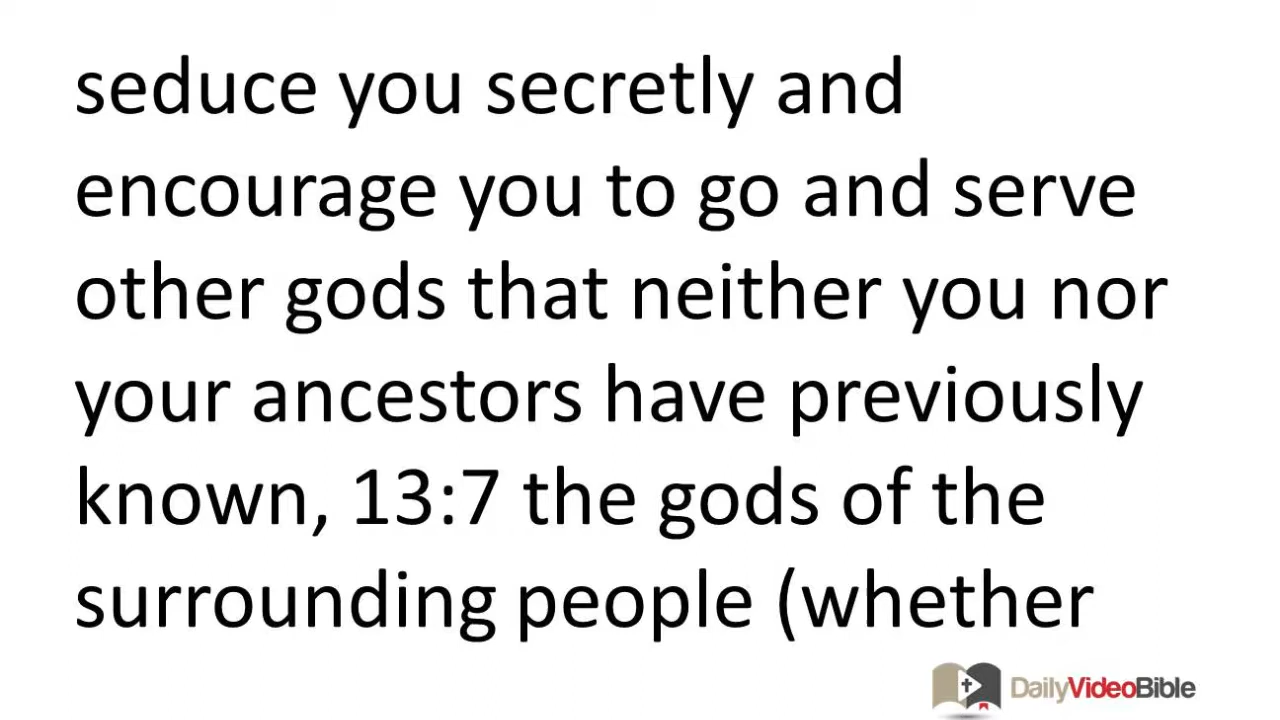 seduce you secretly and
encourage you to go and serve
other gods that neither you nor
your ancestors have previously
known, 13:7 the gods of the
surrounding people (whether
DailyVideoBible